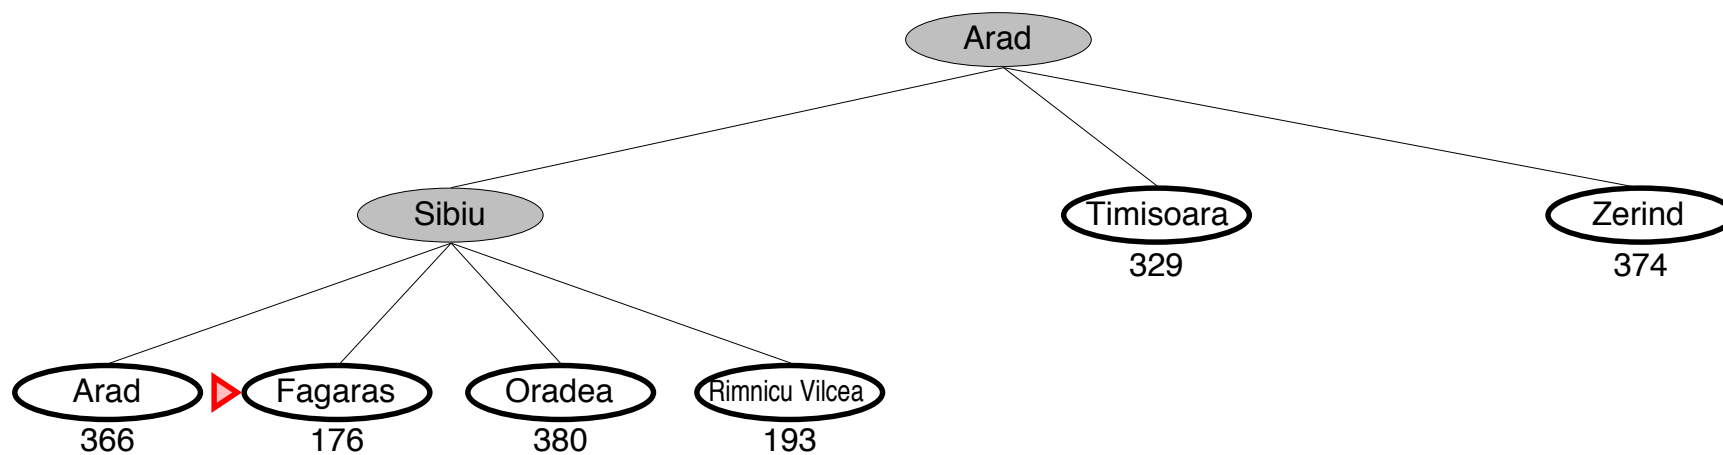 Arad
Sibiu
Timisoara
Zerind
329
374
Arad
Fagaras
Oradea
Rimnicu Vilcea
366
176
380
193